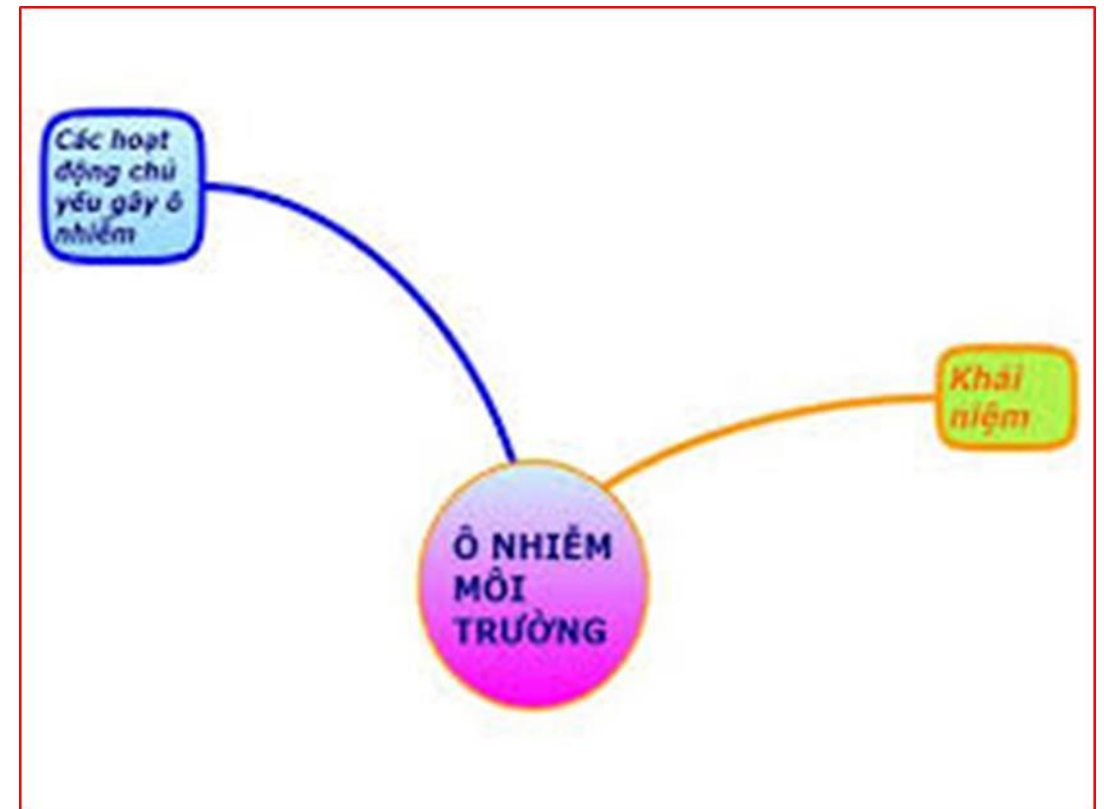 Các hoạt
động chủ
yếu gây ô
nhiễm
Khái
niệm
Ô NHIỄM
MÔI
TRƯỜNG